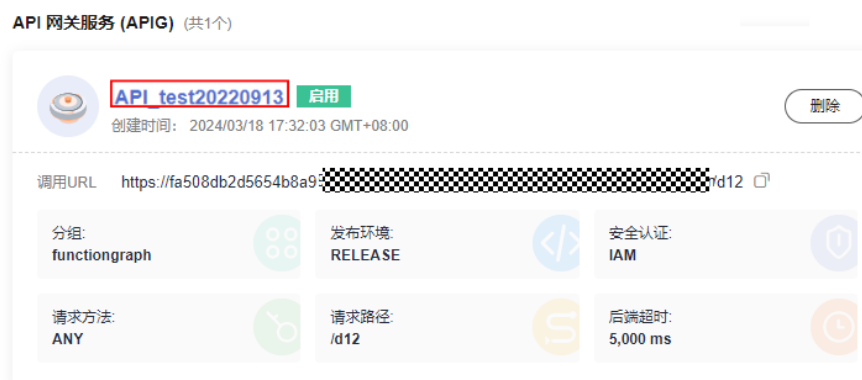 API 网关服务 (APIG) (共1个)
API_test20220913 启用
删除
创建时间： 2024/03/18 17:32:03 GMT+08:00
调用URL https://fa508db2d5654b8a9 /d12
分组: 发布环境: 安全认证:
functiongraph RELEASE IAM
请求方法: 请求路径: 后端超时:
ANY /d12 5,000 ms